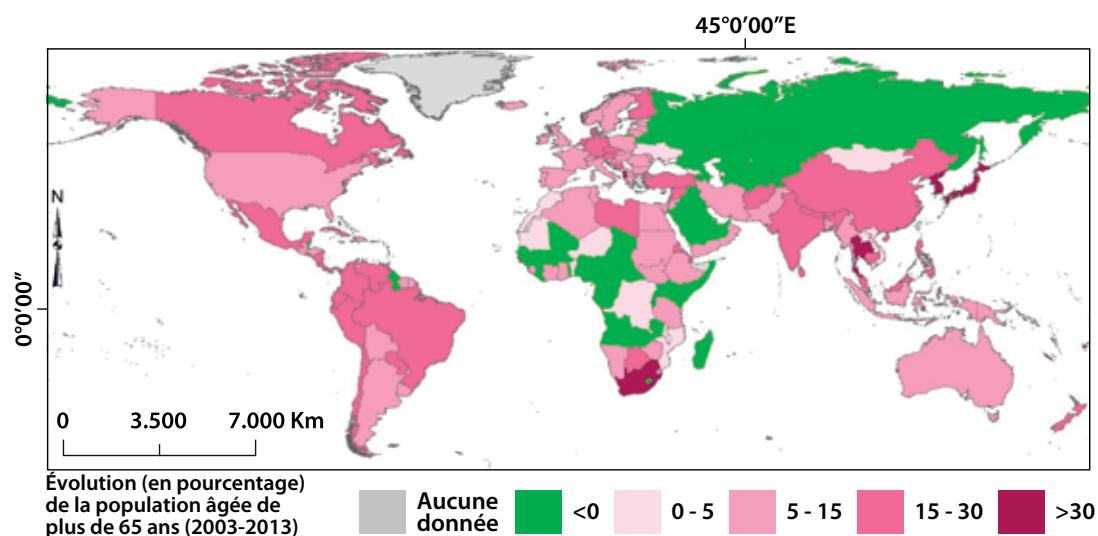 45°0'00"E
N
0°0'00"
0 3.500 7.000 Km
Évolution (en pourcentage)
de la population âgée de
plus de 65 ans (2003-2013)
Aucune
donnée
<0
0 - 5
5 - 15
15 - 30
>30